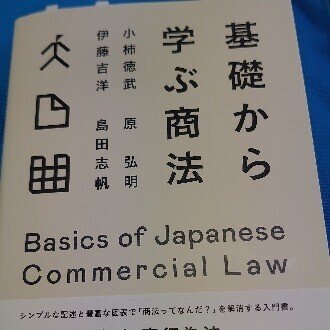 基礎から
学ぶ商法
小柿徳武 原 弘明
伊藤吉洋 島田志帆
Basics of Japanese
Commercial Law
シンプルな記述と豊富な図表で「商法ってなんだ？」を解消する入門書。